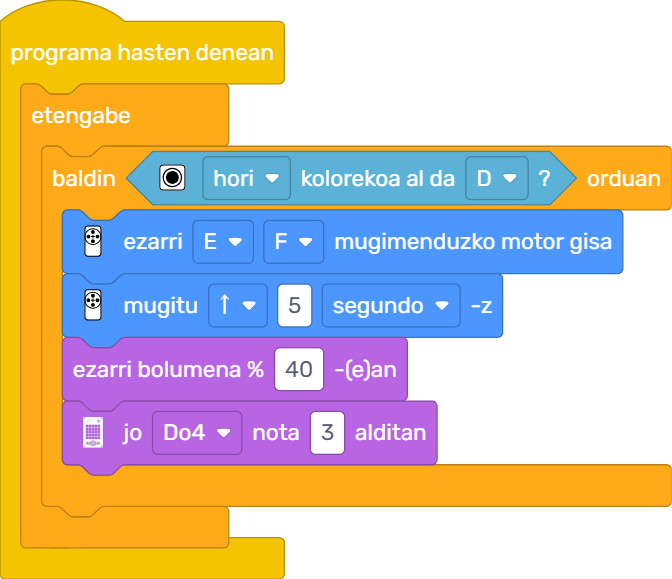 programa hasten denean
etengabe
baldin hori kolorekoa al da D ? orduan
ezarri E F mugimenduzko motor gisa
mugitu ↑ 5 segundo -z
ezarri bolumena % 40 -(e)an
jo Do4 nota 3 alditan